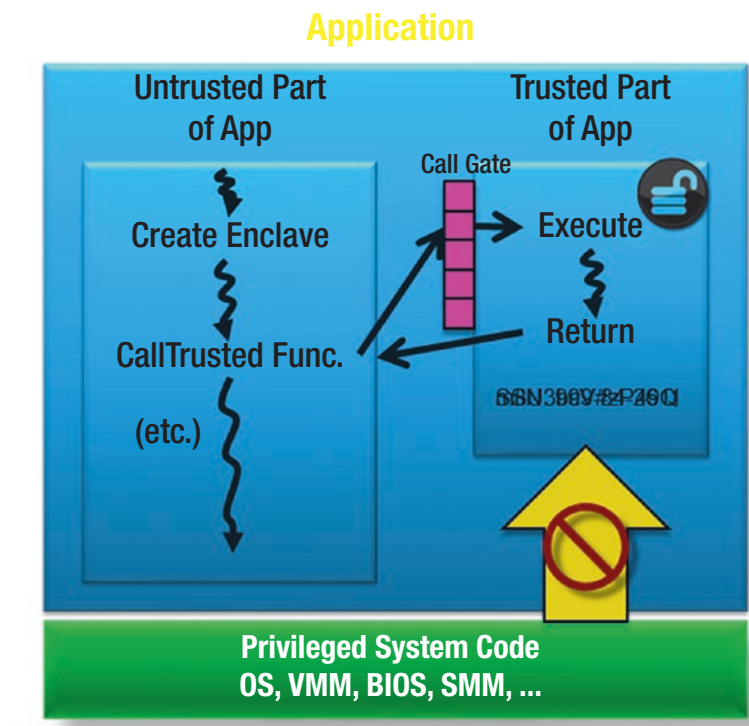 Application
Untrusted Part
of App
Trusted Part
of App
Call Gate
Create Enclave
Execute
CallTrusted Func.
Return
(etc.)
Privileged System Code
OS, VMM, BIOS, SMM, ...